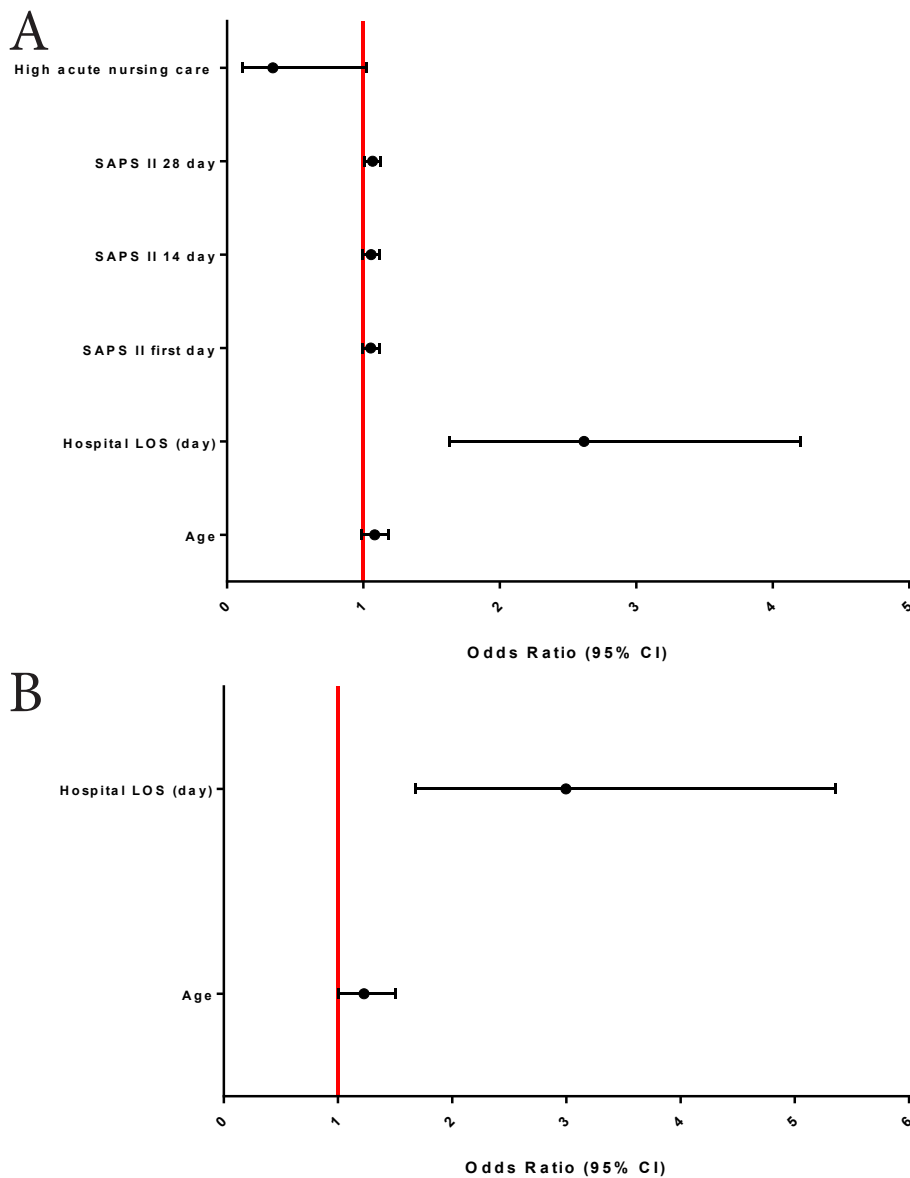 A
High acute nursing care
SAPS II 28 day
SAPS II 14 day
SAPS II first day
Hospital LOS (day)
Age
0 1 2 3 4 5
Odds Ratio (95% CI)
B
Hospital LOS (day)
Age
0 1 2 3 4 5 6
Odds Ratio (95% CI)